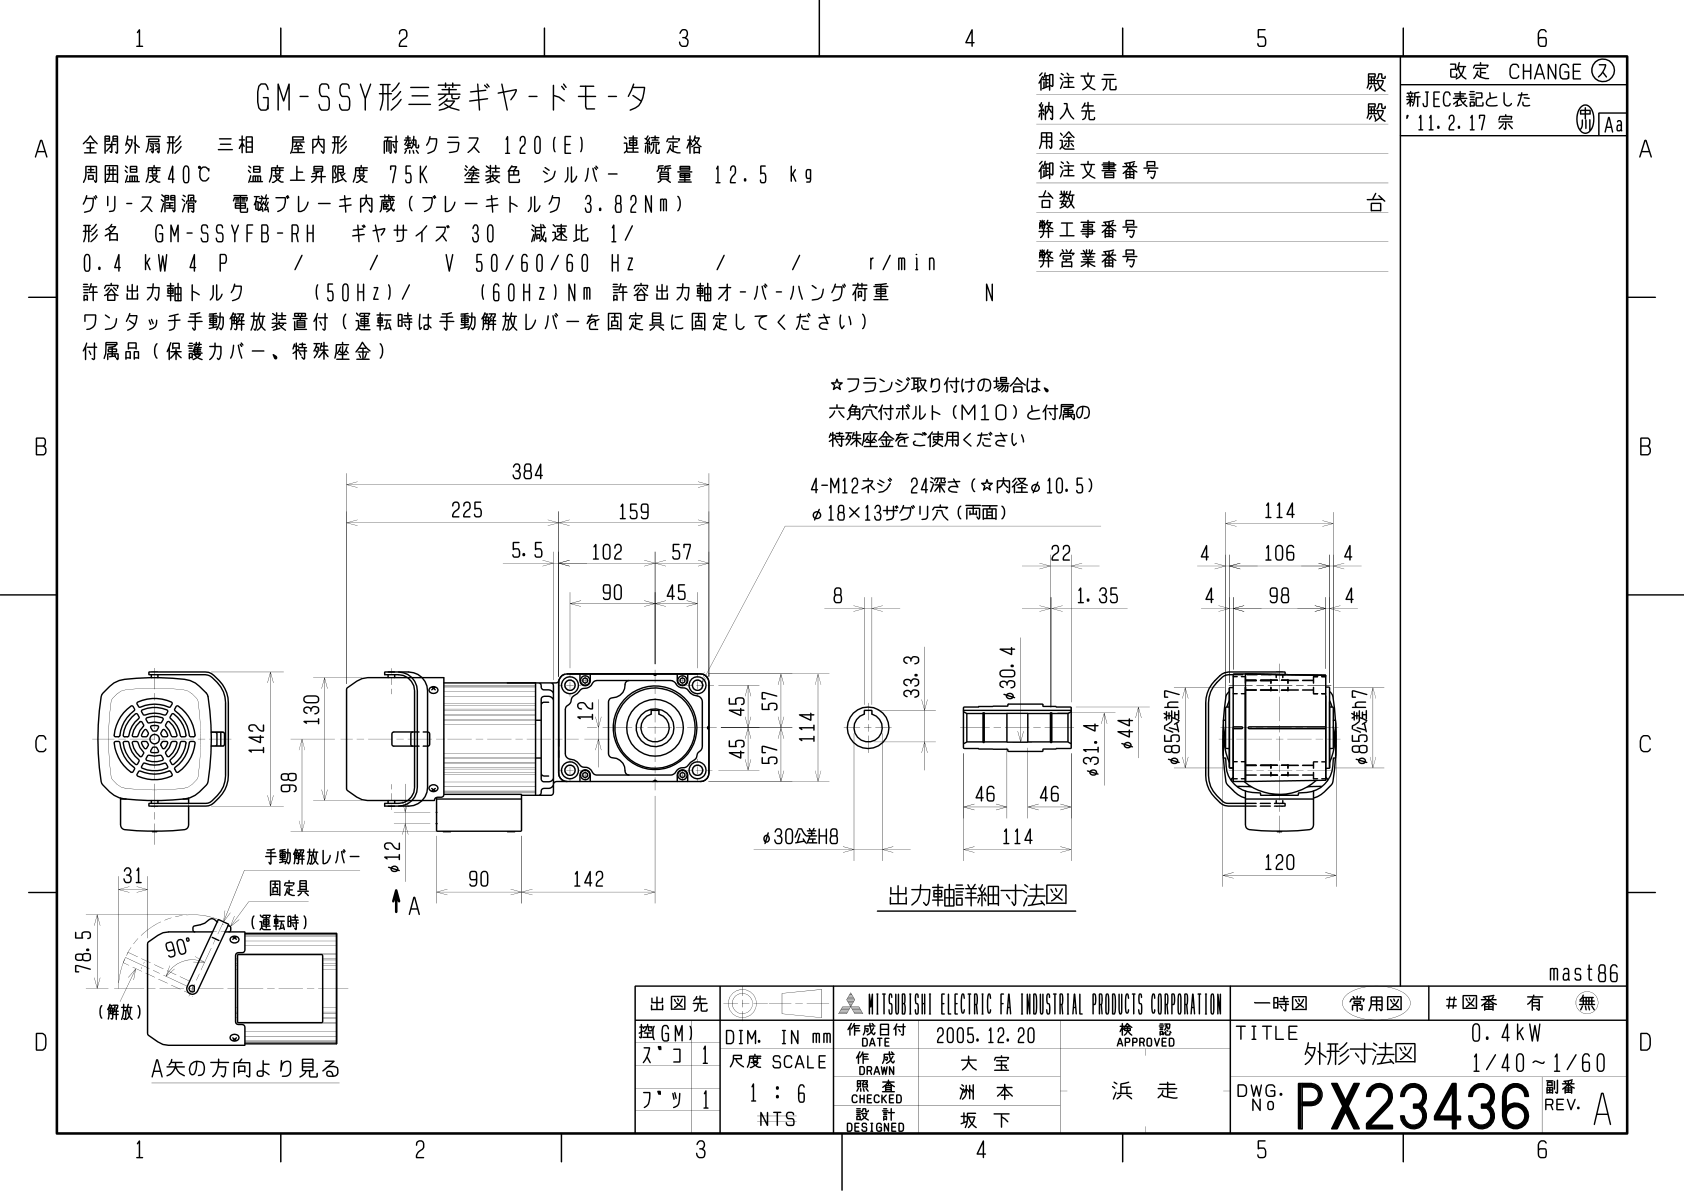 1 2 3 4 5 6
A
B
C
D
A
B
C
D
GM-SSY形三菱ギヤードモータ
全閉外扇形 三相 屋内形 耐熱クラス 120(E) 連続定格
周囲温度40℃ 温度上昇限度 75K 塗装色 シルバー 質量 12.5 kg
グリース潤滑 電磁ブレーキ内蔵(ブレーキトルク 3.82Nm)
形名 GM-SSYFB-RH ギヤサイズ 30 減速比 1/
0.4 kW 4 P / / V 50/60/60 Hz / / r/min
許容出力軸トルク (50Hz)/ (60Hz)Nm 許容出力軸オーバーハング荷重 N
ワンタッチ手動解放装置付(運転時は手動解放レバーを固定具に固定してください)
付属品(保護カバー、特殊座金)
御注文元 殿
納入先 殿
用途
御注文書番号
台数 台
弊工事番号
弊営業番号
改定 CHANGE ス
新JEC表記とした
'11.2.17 宗
Aa
☆フランジ取り付けの場合は、
六角穴付ボルト(M10)と付属の
特殊座金をご使用ください
4-M12ネジ 24深さ(☆内径φ10.5)
φ18×13ザグリ穴(両面)
384
225 159
5.5 102 57
90 45
12
45
57
114
45
57
130
98
φ12
A
90 142
142
8
33.3
φ30公差H8
22
1.35
φ30.4
φ31.4
φ44
46 46
114
出力軸詳細寸法図
114
4 106 4
4 98 4
φ85公差h7
φ85公差h7
120
手動解放レバー
固定具
(運転時)
31
78.5
90°
(解放)
A矢の方向より見る
mast86
出図先
控(GM)
ズコ 1
ブツ 1
DIM. IN mm
尺度 SCALE
1 : 6
NTS
MITSUBISHI ELECTRIC FA INDUSTRIAL PRODUCTS CORPORATION
作成日付 DATE 2005.12.20
作成 DRAWN 大宝
照査 CHECKED 洲本
設計 DESIGNED 坂下
検認 APPROVED
浜走
一時図 常用図 #図番 有 無
TITLE 0.4kW
外形寸法図 1/40~1/60
DWG. No PX23436 副番 REV. A
1 2 3 4 5 6